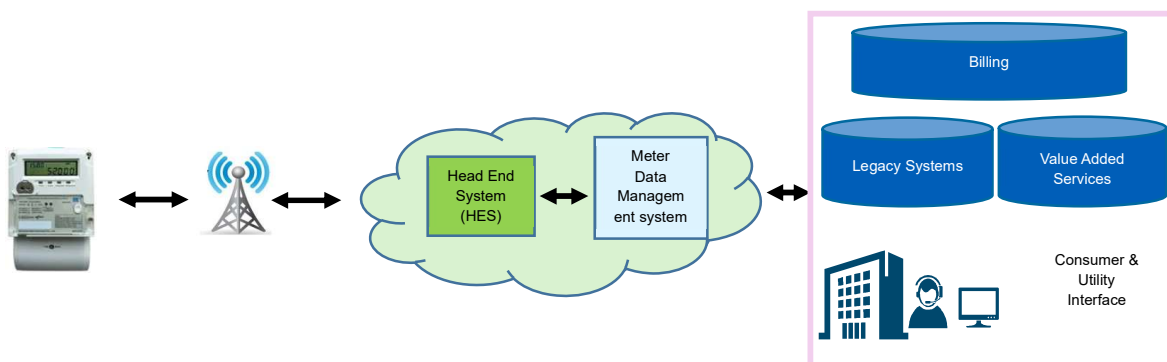 Billing
Legacy Systems
Value Added
Services
Head End
System
(HES)
Meter
Data
Managem
ent system
Consumer &
Utility
Interface